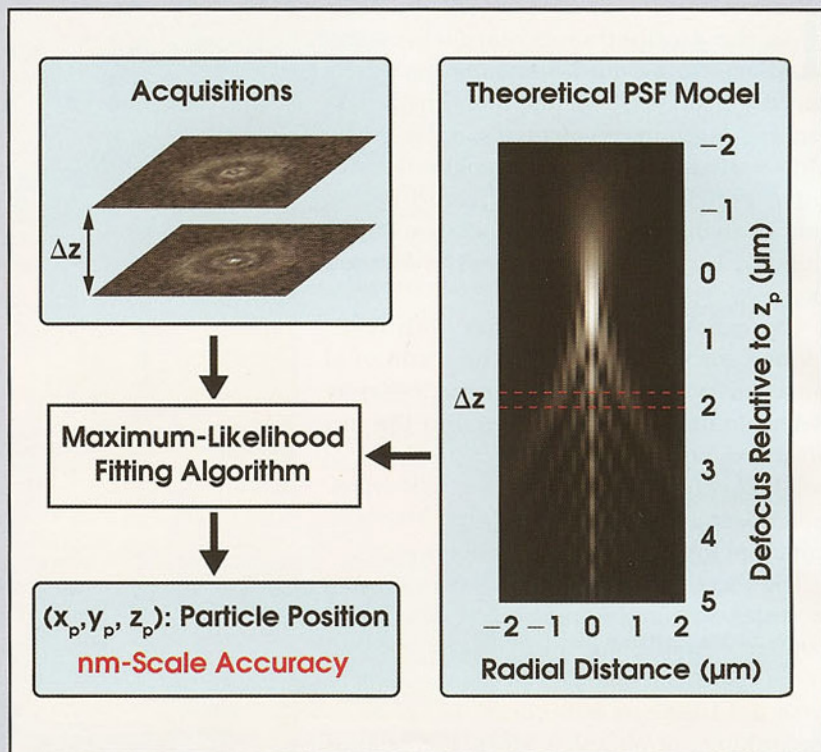 Acquisitions
Δz
Maximum-Likelihood
Fitting Algorithm
(xp,yp, zp): Particle Position
nm-Scale Accuracy
Theoretical PSF Model
−2
−1
0
1
Δz
2
3
4
5
Defocus Relative to zp (μm)
−2 −1 0 1 2
Radial Distance (μm)